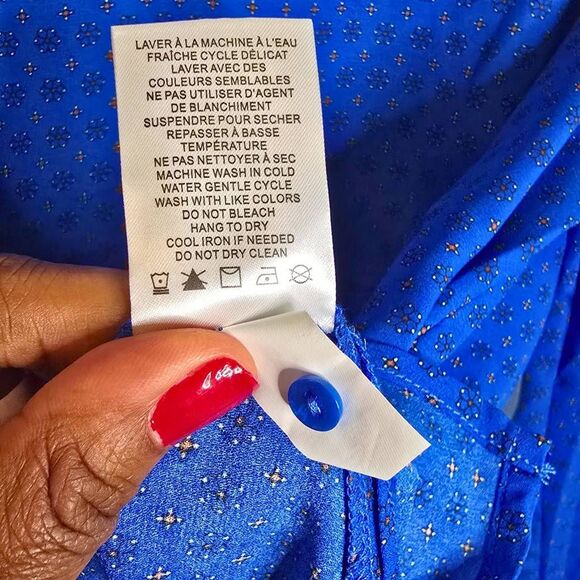 LAVER À LA MACHINE À L'EAU
FRAÎCHE CYCLE DÉLICAT
LAVER AVEC DES
COULEURS SEMBLABLES
NE PAS UTILISER D'AGENT
DE BLANCHIMENT
SUSPENDRE POUR SECHER
REPASSER À BASSE
TEMPÉRATURE
NE PAS NETTOYER À SEC
MACHINE WASH IN COLD
WATER GENTLE CYCLE
WASH WITH LIKE COLORS
DO NOT BLEACH
HANG TO DRY
COOL IRON IF NEEDED
DO NOT DRY CLEAN